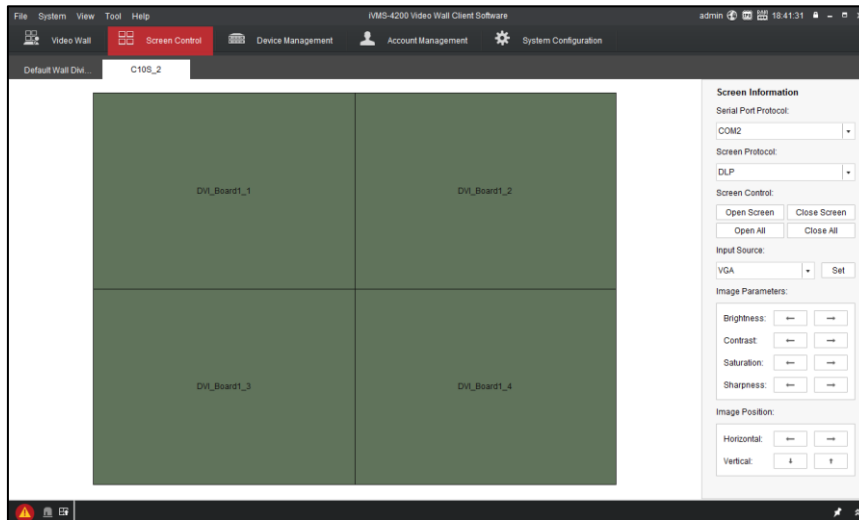 File System View Tool Help iVMS-4200 Video Wall Client Software admin 18:41:31
Video Wall Screen Control Device Management Account Management System Configuration
Default Wall Divi... C10S_2
Screen Information
Serial Port Protocol:
COM2
Screen Protocol:
DLP
Screen Control:
Open Screen Close Screen
Open All Close All
Input Source:
VGA Set
Image Parameters:
Brightness:
Contrast:
Saturation:
Sharpness:
Image Position:
Horizontal:
Vertical:
DVI_Board1_1 DVI_Board1_2
DVI_Board1_3 DVI_Board1_4